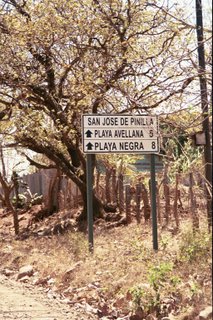 SAN JOSE DE PINILLA
PLAYA AVELLANA 5
PLAYA NEGRA 8